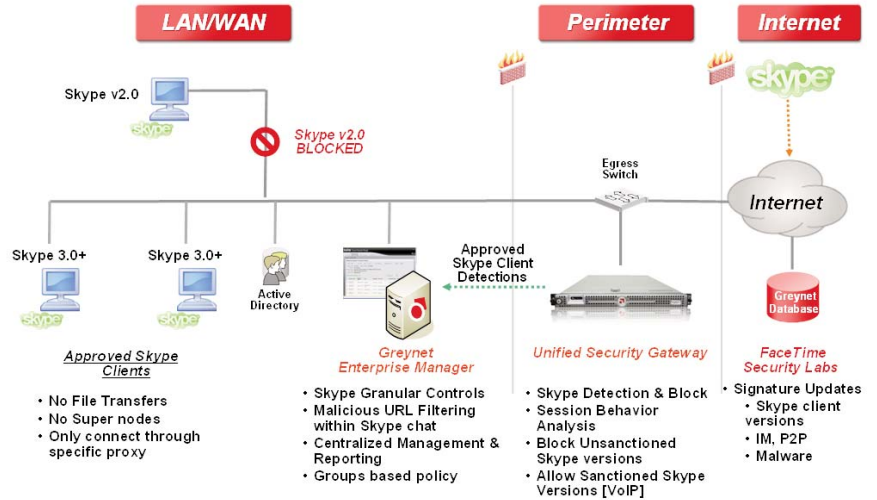 LAN/WAN
Perimeter
Internet
Skype v2.0
skype
Skype v2.0
BLOCKED
skype
Egress
Switch
Internet
Skype 3.0+
skype
Skype 3.0+
skype
Active
Directory
Approved
Skype Client
Detections
Greynet
Database
Approved Skype
Clients
• No File Transfers
• No Super nodes
• Only connect through
specific proxy
Greynet
Enterprise Manager
• Skype Granular Controls
• Malicious URL Filtering
within Skype chat
• Centralized Management &
Reporting
• Groups based policy
Unified Security Gateway
• Skype Detection & Block
• Session Behavior
Analysis
• Block Unsanctioned
Skype versions
• Allow Sanctioned Skype
Versions [VoIP]
FaceTime
Security Labs
• Signature Updates
• Skype client
versions
• IM, P2P
• Malware